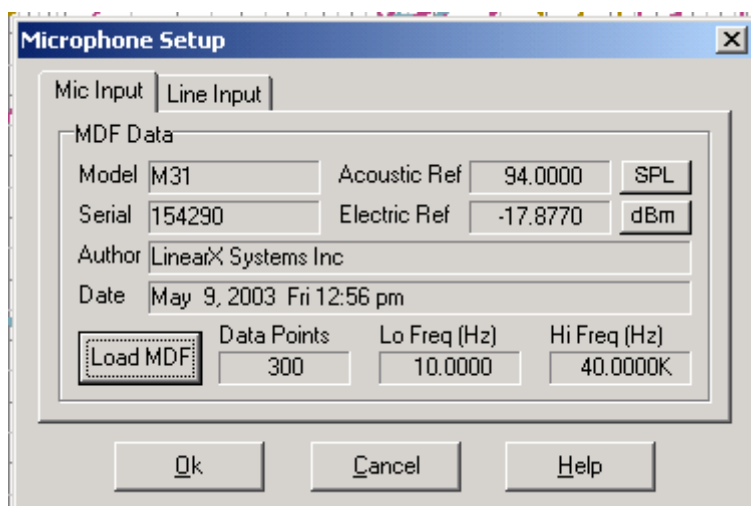 Microphone Setup
Mic Input Line Input
MDF Data
Model M31 Acoustic Ref 94.0000 SPL
Serial 154290 Electric Ref -17.8770 dBm
Author LinearX Systems Inc
Date May 9, 2003 Fri 12:56 pm
Load MDF Data Points Lo Freq (Hz) Hi Freq (Hz)
300 10.0000 40.0000K
Ok Cancel Help